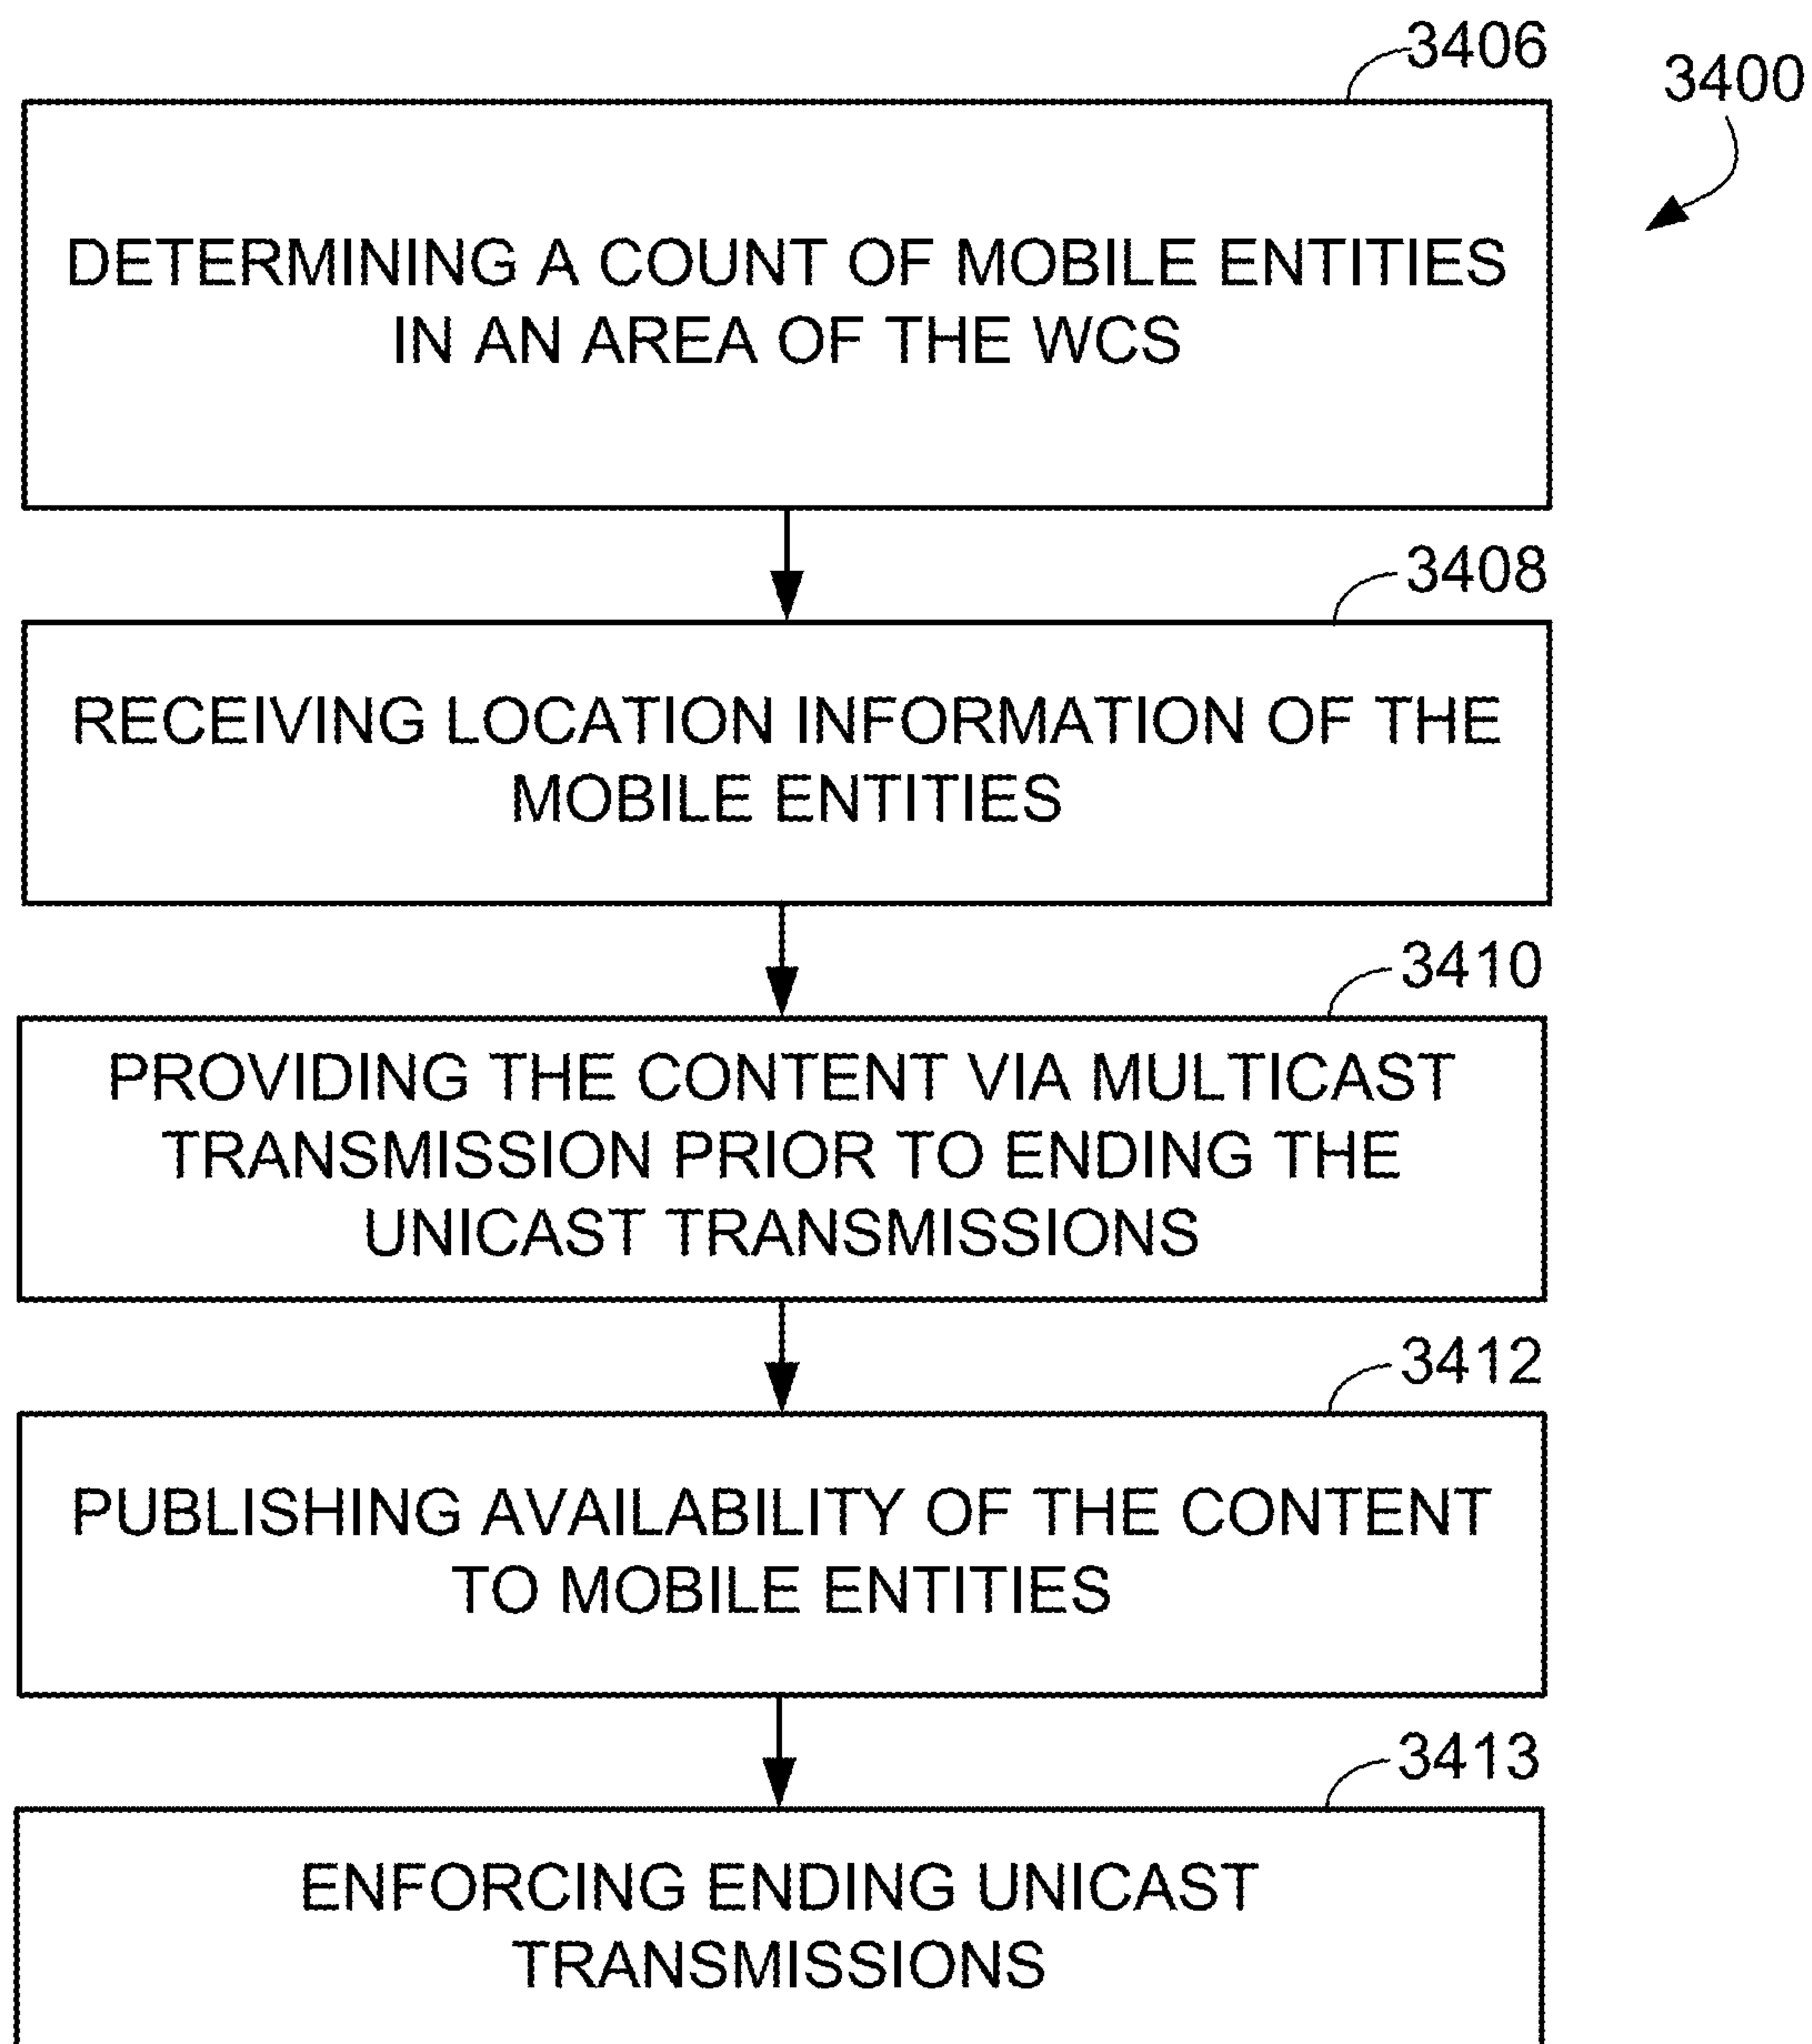 3406
3400
DETERMINING A COUNT OF MOBILE ENTITIES
IN AN AREA OF THE WCS
3408
RECEIVING LOCATION INFORMATION OF THE
MOBILE ENTITIES
3410
PROVIDING THE CONTENT VIA MULTICAST
TRANSMISSION PRIOR TO ENDING THE
UNICAST TRANSMISSIONS
3412
PUBLISHING AVAILABILITY OF THE CONTENT
TO MOBILE ENTITIES
3413
ENFORCING ENDING UNICAST
TRANSMISSIONS